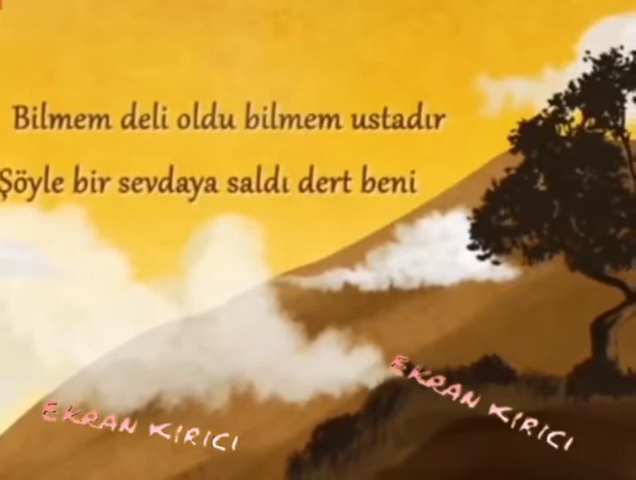 Bilmem deli oldu bilmem ustadır
Şöyle bir sevdaya saldı dert beni
EKRAN KIRICI
EKRAN KIRICI